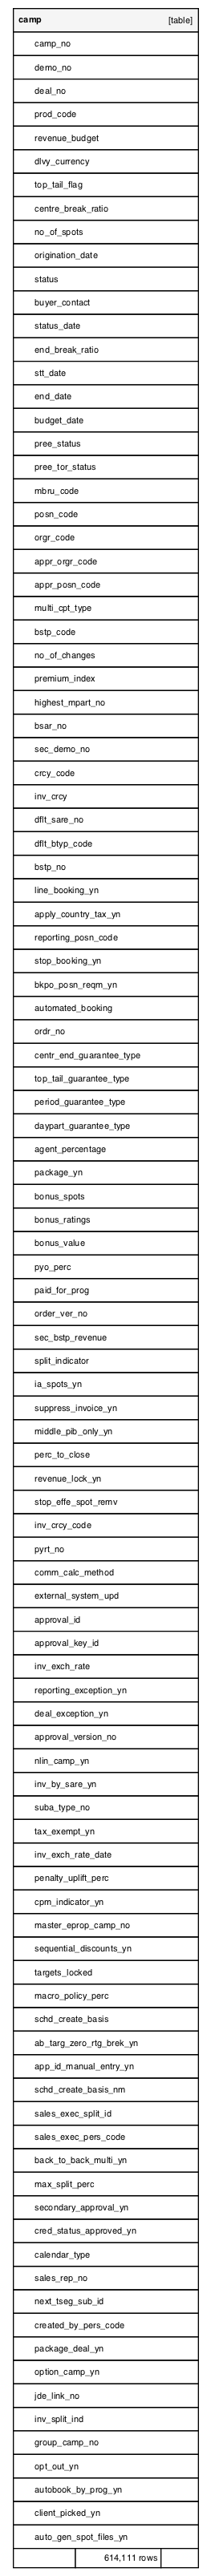 camp [table]
camp_no
demo_no
deal_no
prod_code
revenue_budget
dlvy_currency
top_tail_flag
centre_break_ratio
no_of_spots
origination_date
status
buyer_contact
status_date
end_break_ratio
stt_date
end_date
budget_date
pree_status
pree_tor_status
mbru_code
posn_code
orgr_code
appr_orgr_code
appr_posn_code
multi_cpt_type
bstp_code
no_of_changes
premium_index
highest_mpart_no
bsar_no
sec_demo_no
crcy_code
inv_crcy
dflt_sare_no
dflt_btyp_code
bstp_no
line_booking_yn
apply_country_tax_yn
reporting_posn_code
stop_booking_yn
bkpo_posn_reqm_yn
automated_booking
ordr_no
centr_end_guarantee_type
top_tail_guarantee_type
period_guarantee_type
daypart_guarantee_type
agent_percentage
package_yn
bonus_spots
bonus_ratings
bonus_value
pyo_perc
paid_for_prog
order_ver_no
sec_bstp_revenue
split_indicator
ia_spots_yn
suppress_invoice_yn
middle_pib_only_yn
perc_to_close
revenue_lock_yn
stop_effe_spot_remv
inv_crcy_code
pyrt_no
comm_calc_method
external_system_upd
approval_id
approval_key_id
inv_exch_rate
reporting_exception_yn
deal_exception_yn
approval_version_no
nlin_camp_yn
inv_by_sare_yn
suba_type_no
tax_exempt_yn
inv_exch_rate_date
penalty_uplift_perc
cpm_indicator_yn
master_eprop_camp_no
sequential_discounts_yn
targets_locked
macro_policy_perc
schd_create_basis
ab_targ_zero_rtg_brek_yn
app_id_manual_entry_yn
schd_create_basis_nm
sales_exec_split_id
sales_exec_pers_code
back_to_back_multi_yn
max_split_perc
secondary_approval_yn
cred_status_approved_yn
calendar_type
sales_rep_no
next_tseg_sub_id
created_by_pers_code
package_deal_yn
option_camp_yn
jde_link_no
inv_split_ind
group_camp_no
opt_out_yn
autobook_by_prog_yn
client_picked_yn
auto_gen_spot_files_yn
614,111 rows